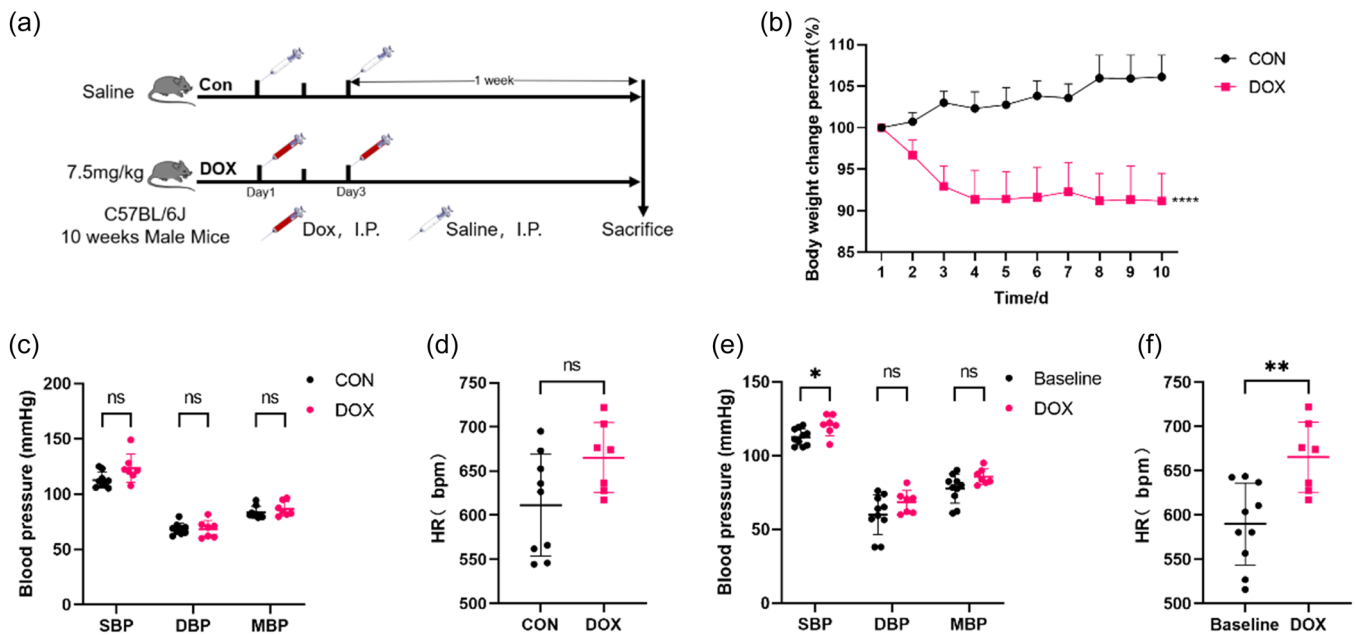 (a)
Saline
Con
1 week
7.5mg/kg
DOX
Day1
Day3
C57BL/6J
10 weeks Male Mice
Dox, I.P.
Saline, I.P.
Sacrifice
(b)
Body weight change percent(%)
110
105
100
95
90
85
1 2 3 4 5 6 7 8 9 10
Time/d
CON
DOX
****
(c)
Blood pressure (mmHg)
200
150
100
50
0
ns
ns
ns
SBP DBP MBP
CON
DOX
(d)
HR( bpm)
750
700
650
600
550
500
ns
CON DOX
(e)
Blood pressure (mmHg)
150
100
50
0
*
ns
ns
SBP DBP MBP
Baseline
DOX
(f)
HR( bpm)
750
700
650
600
550
500
**
Baseline DOX